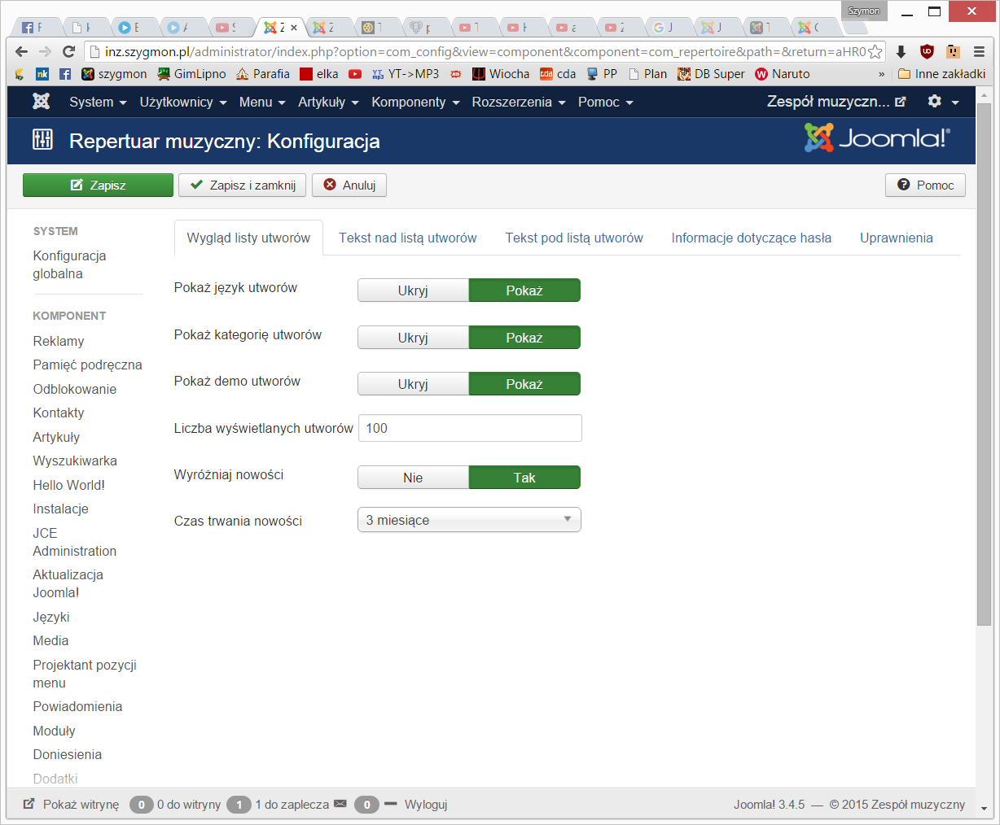 Szymon
inz.szygmon.pl/administrator/index.php?option=com_config&view=component&component=com_repertoire&path=&return=aHR0
szygmon GimLipno Parafia elka YT->MP3 Wiocha cda PP Plan DB Super Naruto » Inne zakładki
System Użytkownicy Menu Artykuły Komponenty Rozszerzenia Pomoc Zespół muzyczn...
Repertuar muzyczny: Konfiguracja Joomla!®
Zapisz Zapisz i zamknij Anuluj Pomoc
SYSTEM
Konfiguracja
globalna
KOMPONENT
Reklamy
Pamięć podręczna
Odblokowanie
Kontakty
Artykuły
Wyszukiwarka
Hello World!
Instalacje
JCE
Administration
Aktualizacja
Joomla!
Języki
Media
Projektant pozycji
menu
Powiadomienia
Moduły
Doniesienia
Dodatki
Wygląd listy utworów Tekst nad listą utworów Tekst pod listą utworów Informacje dotyczące hasła Uprawnienia
Pokaż język utworów Ukryj Pokaż
Pokaż kategorię utworów Ukryj Pokaż
Pokaż demo utworów Ukryj Pokaż
Liczba wyświetlanych utworów 100
Wyróżniaj nowości Nie Tak
Czas trwania nowości 3 miesiące
Pokaż witrynę 0 0 do witryny 1 1 do zaplecza 0 Wyloguj Joomla! 3.4.5 — © 2015 Zespół muzyczny